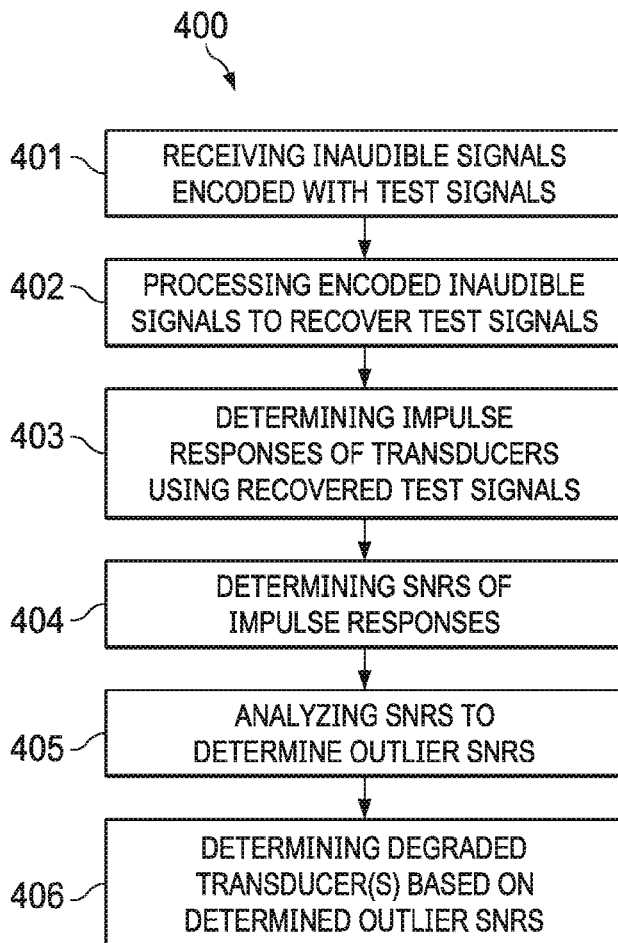 400
401
RECEIVING INAUDIBLE SIGNALS
ENCODED WITH TEST SIGNALS
402
PROCESSING ENCODED INAUDIBLE
SIGNALS TO RECOVER TEST SIGNALS
403
DETERMINING IMPULSE
RESPONSES OF TRANSDUCERS
USING RECOVERED TEST SIGNALS
404
DETERMINING SNRS OF
IMPULSE RESPONSES
405
ANALYZING SNRS TO
DETERMINE OUTLIER SNRS
406
DETERMINING DEGRADED
TRANSDUCER(S) BASED ON
DETERMINED OUTLIER SNRS